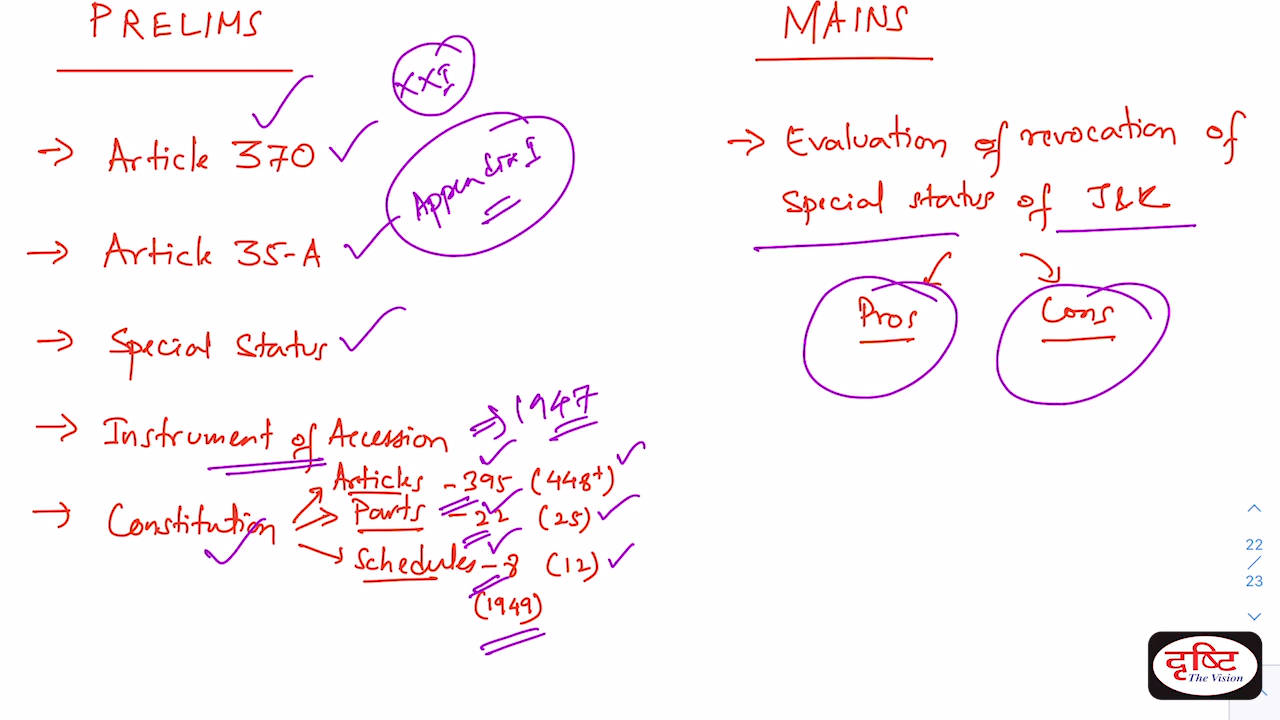 PRELIMS
XXI
→ Article 370
Appendix I
→ Article 35-A
→ Special Status
→ Instrument of Accession ⇒ 1947
→ Constitution
Articles - 395 (448+)
Parts - 22 (25)
Schedules - 8 (12)
(1949)
MAINS
→ Evaluation of revocation of
Special status of J&K
Pros
Cons
22
/
23
दृष्टि
The Vision